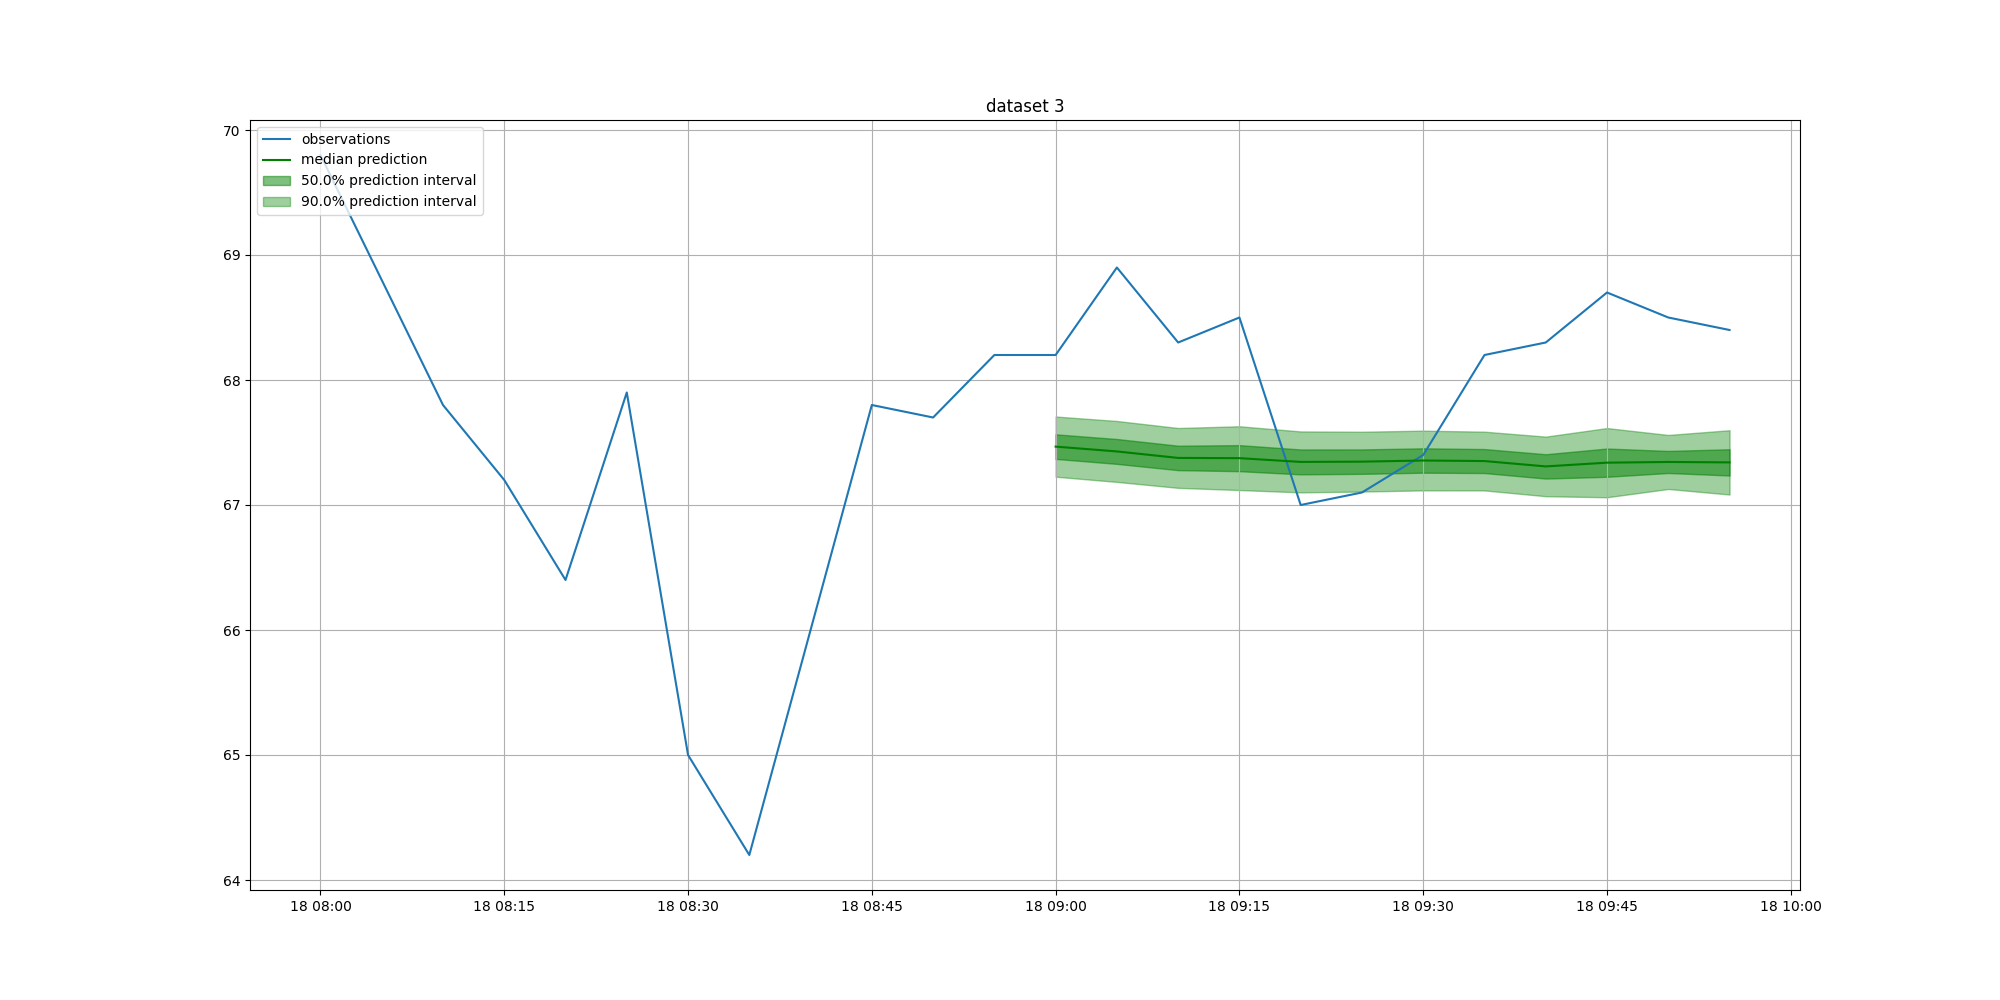 dataset 3
70
observations
median prediction
50.0% prediction interval
90.0% prediction interval
69
68
67
66
65
64
18 08:00 18 08:15 18 08:30 18 08:45 18 09:00 18 09:15 18 09:30 18 09:45 18 10:00